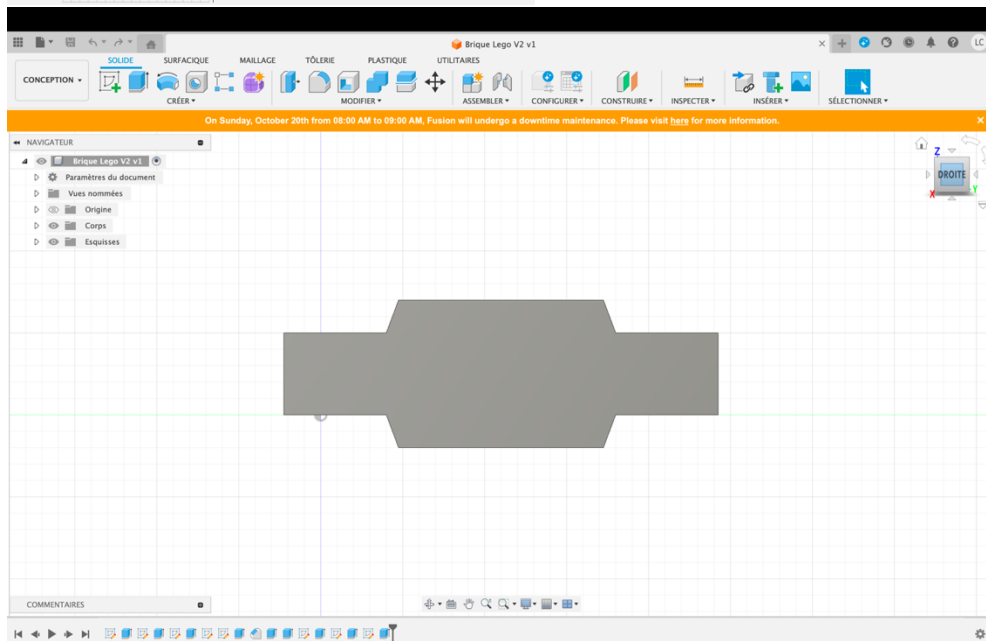 Brique Lego V2 v1
LC
SOLIDE SURFACIQUE MAILLAGE TÔLERIE PLASTIQUE UTILITAIRES
CONCEPTION
CRÉER MODIFIER ASSEMBLER CONFIGURER CONSTRUIRE INSPECTER INSÉRER SÉLECTIONNER
On Sunday, October 20th from 08:00 AM to 09:00 AM, Fusion will undergo a downtime maintenance. Please visit here for more information.
NAVIGATEUR
Brique Lego V2 v1
Paramètres du document
Vues nommées
Origine
Corps
Esquisses
Z
DROITE
X Y
COMMENTAIRES